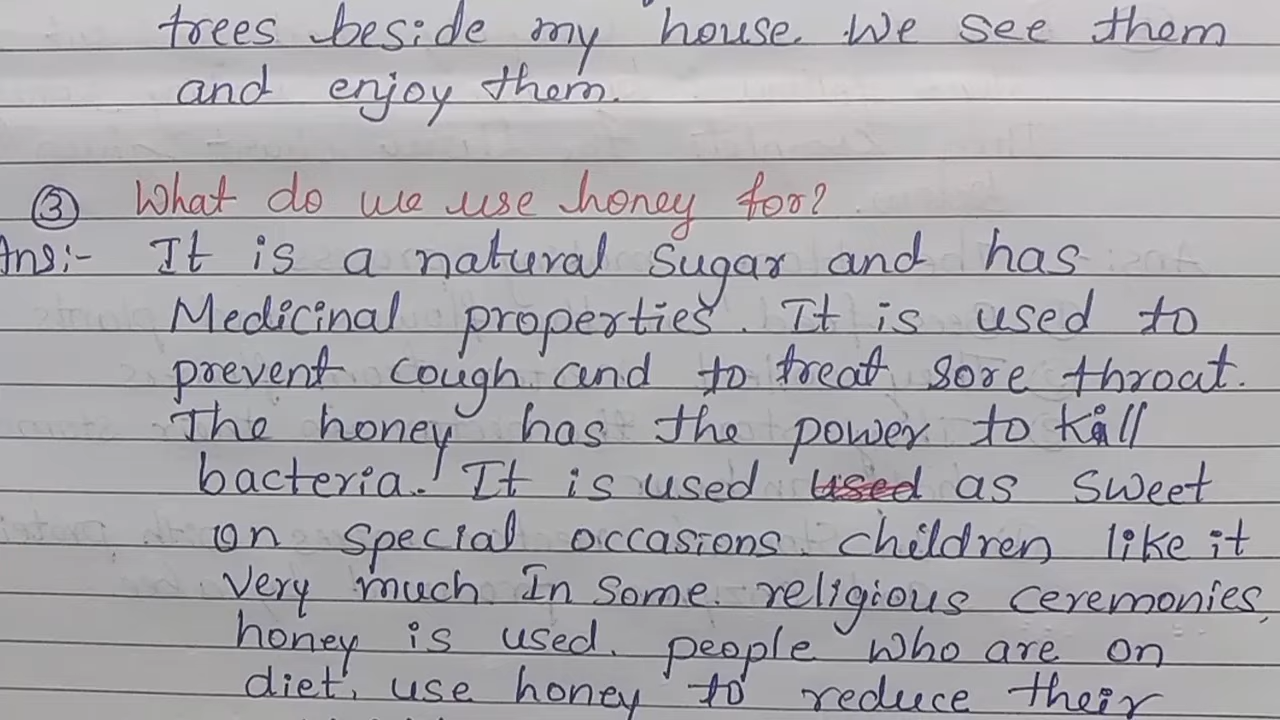 trees beside my house. We see them
and enjoy them.
③ What do we use honey for?
Ans:- It is a natural sugar and has
Medicinal properties. It is used to
prevent cough and to treat sore throat.
The honey has the power to kill
bacteria. It is used used as sweet
on special occasions. children like it
very much. In some religious ceremonies,
honey is used. people who are on
diet, use honey to reduce their